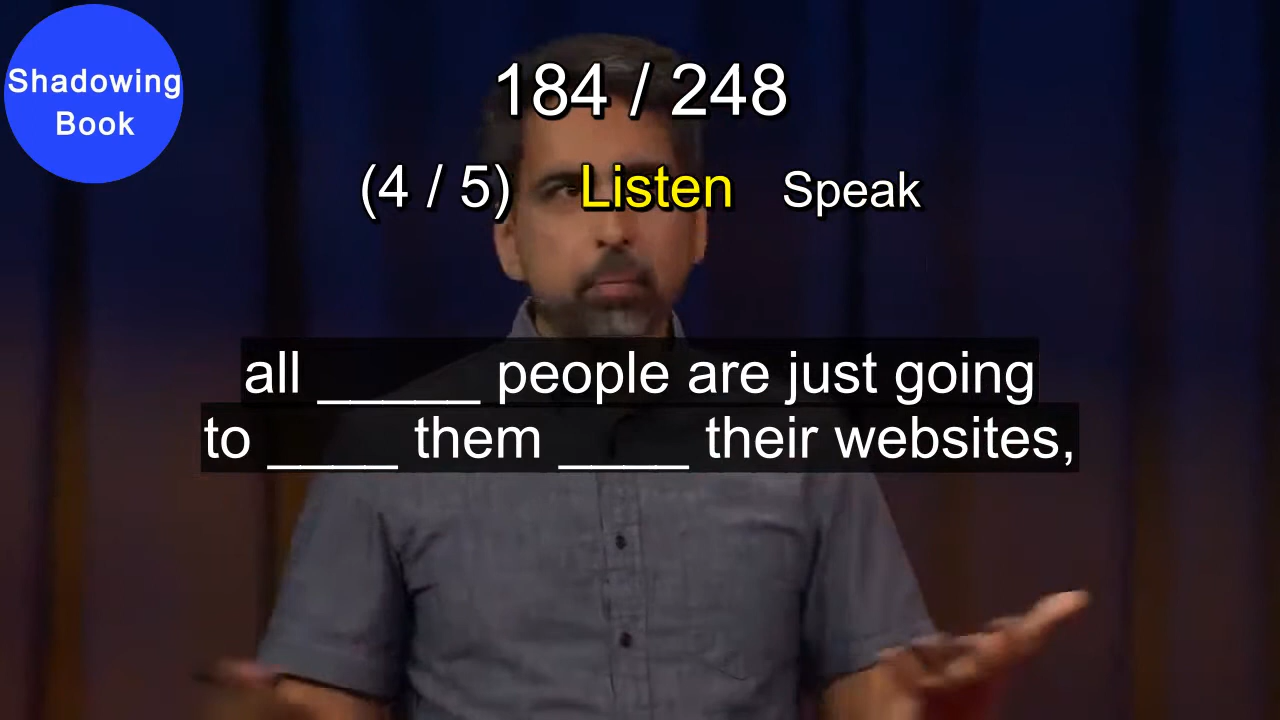 Shadowing
Book
184 / 248
(4 / 5) Listen Speak
all _____ people are just going
to ____ them ____ their websites,